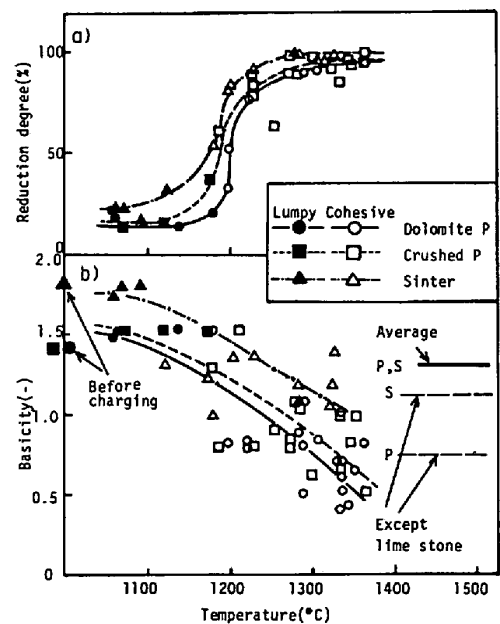 a)
100
50
0
Reduction degree(%)
Lumpy Cohesive
Dolomite P
Crushed P
Sinter
2.0
b)
1.5
1.0
0.5
0
Basicity(-)
Before
charging
Average
P,S
S
P
Except
lime stone
1100 1200 1300 1400 1500
Temperature(°C)